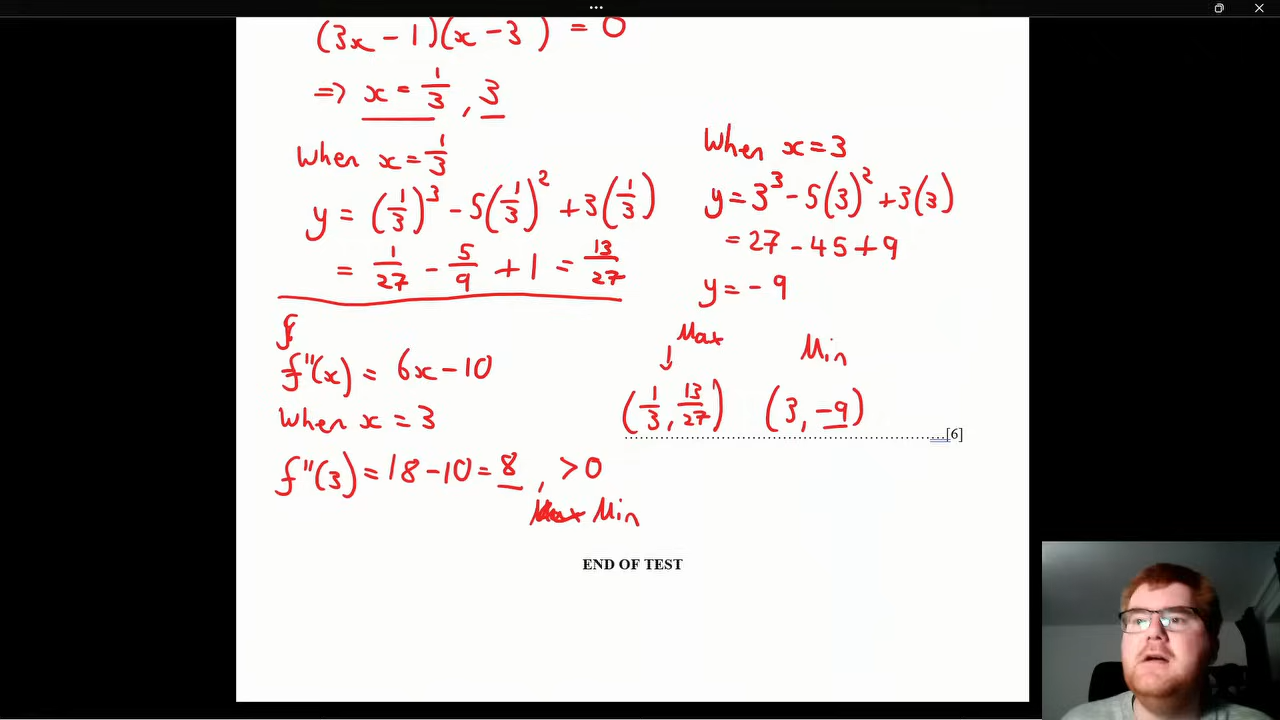 (3x - 1)(x - 3) = 0
=> x = 1/3, 3
When x = 1/3
y = (1/3)^3 - 5(1/3)^2 + 3(1/3)
= 1/27 - 5/9 + 1 = 13/27
When x = 3
y = 3^3 - 5(3)^2 + 3(3)
= 27 - 45 + 9
y = - 9
f''(x) = 6x - 10
When x = 3
f''(3) = 18 - 10 = 8, > 0
Min
Max Min
(1/3, 13/27) (3, -9)
[6]
END OF TEST